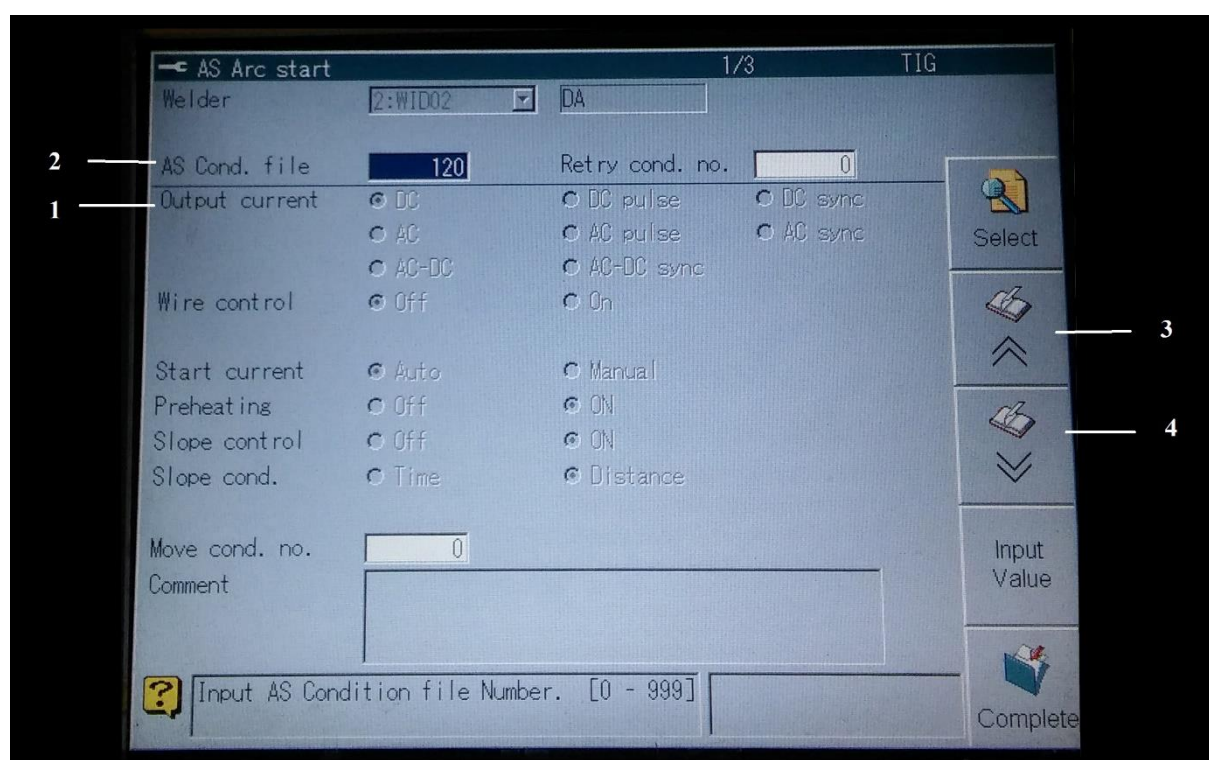 AS Arc start 1/3 TIG
Welder 2:WID02 DA
2 AS Cond. file 120 Retry cond. no. 0
1 Output current DC DC pulse DC sync
AC AC pulse AC sync
AC-DC AC-DC sync
Select
Wire control Off On
3
Start current Auto Manual
Preheating Off ON
Slope control Off ON
4
Slope cond. Time Distance
Move cond. no. 0
Input
Value
Comment
Input AS Condition file Number. [0 - 999]
Complete